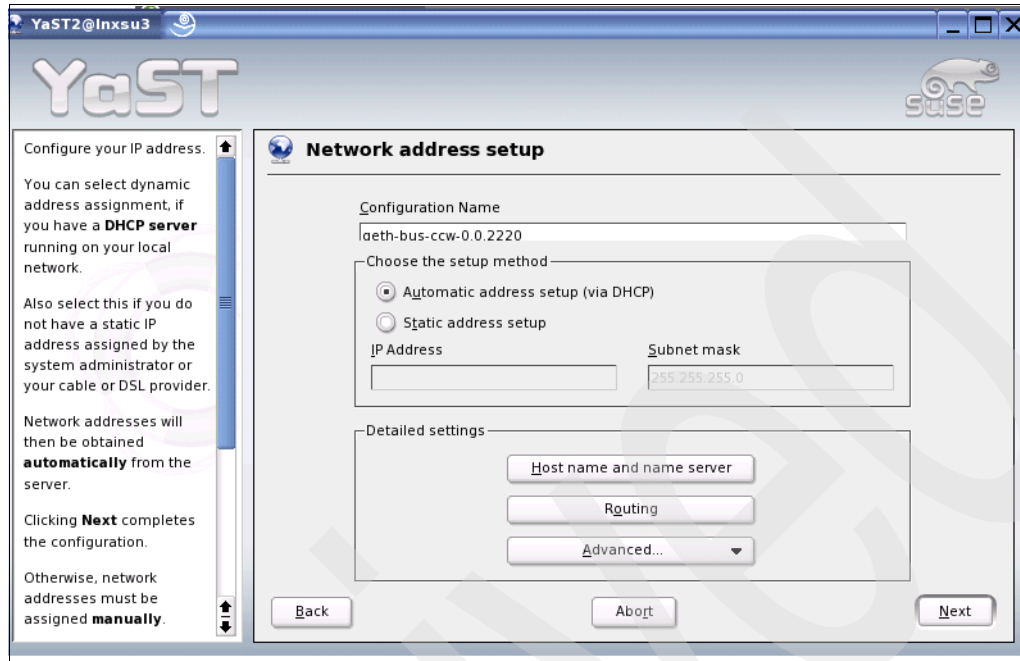 YaST2@lnxsu3
YaST
suse
Configure your IP address.
You can select dynamic
address assignment, if
you have a DHCP server
running on your local
network.
Also select this if you do
not have a static IP
address assigned by the
system administrator or
your cable or DSL provider.
Network addresses will
then be obtained
automatically from the
server.
Clicking Next completes
the configuration.
Otherwise, network
addresses must be
assigned manually.
Network address setup
Configuration Name
qeth-bus-ccw-0.0.2220
Choose the setup method
Automatic address setup (via DHCP)
Static address setup
IP Address
Subnet mask
255.255.255.0
Detailed settings
Host name and name server
Routing
Advanced...
Back
Abort
Next